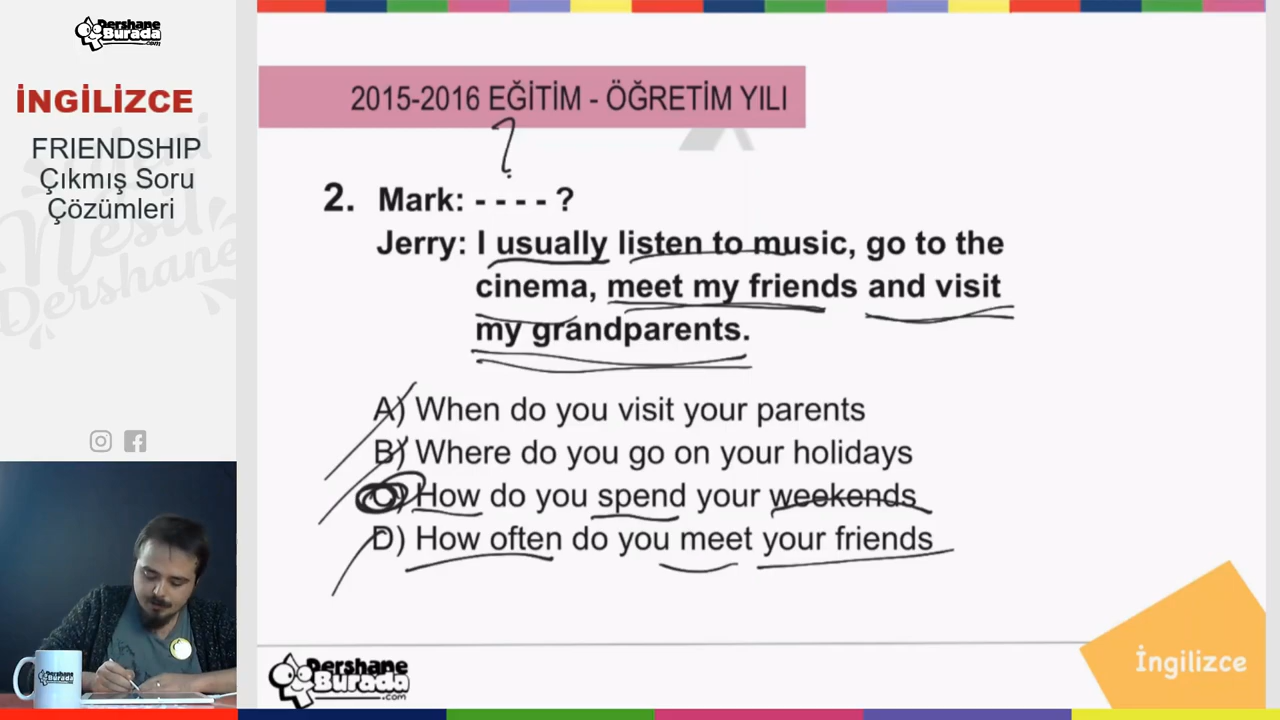 Dershane
Burada
.com
İNGİLİZCE
FRIENDSHIP
Çıkmış Soru
Çözümleri
Yeni
Nesil
Dershane
2015-2016 EĞİTİM - ÖĞRETİM YILI
?
2. Mark: - - - - ?
Jerry: I usually listen to music, go to the
cinema, meet my friends and visit
my grandparents.
A) When do you visit your parents
B) Where do you go on your holidays
C) How do you spend your weekends
D) How often do you meet your friends
Dershane
Burada
.com
İngilizce